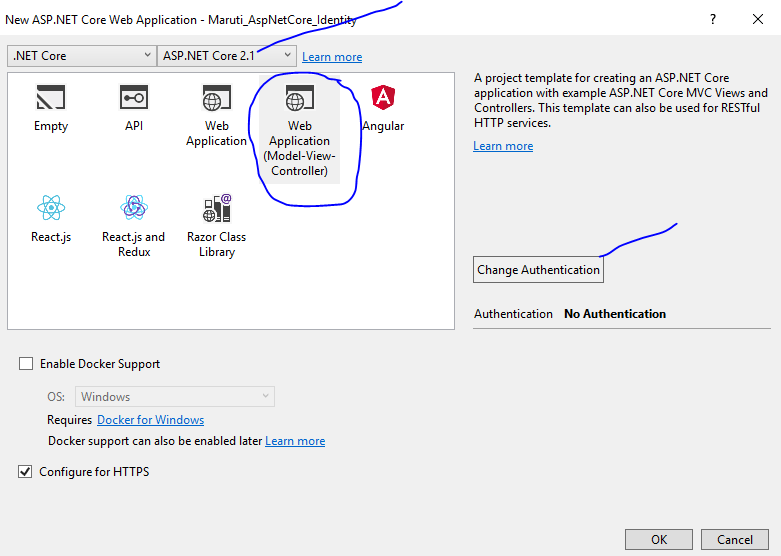 New ASP.NET Core Web Application - Maruti_AspNetCore_Identity
? ×
.NET Core
ASP.NET Core 2.1
Learn more
Empty
API
Web
Application
Web
Application
(Model-View-
Controller)
Angular
React.js
React.js and
Redux
Razor Class
Library
A project template for creating an ASP.NET Core
application with example ASP.NET Core MVC Views and
Controllers. This template can also be used for RESTful
HTTP services.
Learn more
Change Authentication
Authentication No Authentication
Enable Docker Support
OS: Windows
Requires Docker for Windows
Docker support can also be enabled later Learn more
Configure for HTTPS
OK
Cancel